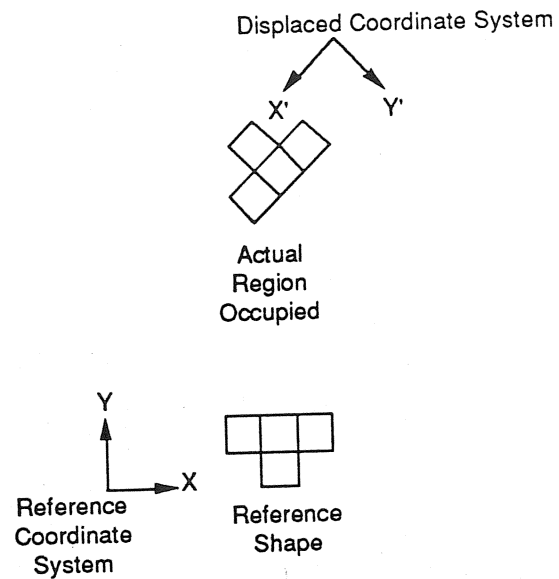 Displaced Coordinate System
X'
Y'
Actual
Region
Occupied
Y
X
Reference
Coordinate
System
Reference
Shape